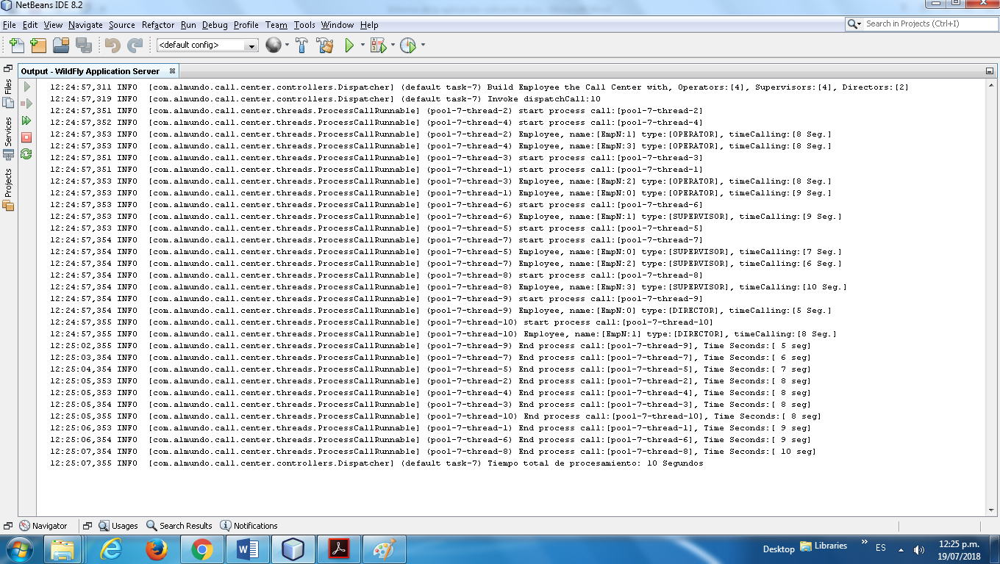 NetBeans IDE 8.2
File Edit View Navigate Source Refactor Run Debug Profile Team Tools Window Help
Search in Projects (Ctrl+I)
<default config>
Output - WildFly Application Server
Files
Services
Projects
12:24:57,311 INFO [com.almundo.call.center.controllers.Dispatcher] (default task-7) Build Employee the Call Center with, Operators:[4], Supervisors:[4], Directors:[2]
12:24:57,319 INFO [com.almundo.call.center.controllers.Dispatcher] (default task-7) Invoke dispatchCall:10
12:24:57,351 INFO [com.almundo.call.center.threads.ProcessCallRunnable] (pool-7-thread-2) start process call:[pool-7-thread-2]
12:24:57,352 INFO [com.almundo.call.center.threads.ProcessCallRunnable] (pool-7-thread-4) start process call:[pool-7-thread-4]
12:24:57,353 INFO [com.almundo.call.center.threads.ProcessCallRunnable] (pool-7-thread-2) Employee, name:[EmpN:1] type:[OPERATOR], timeCalling:[8 Seg.]
12:24:57,353 INFO [com.almundo.call.center.threads.ProcessCallRunnable] (pool-7-thread-4) Employee, name:[EmpN:3] type:[OPERATOR], timeCalling:[8 Seg.]
12:24:57,351 INFO [com.almundo.call.center.threads.ProcessCallRunnable] (pool-7-thread-3) start process call:[pool-7-thread-3]
12:24:57,351 INFO [com.almundo.call.center.threads.ProcessCallRunnable] (pool-7-thread-1) start process call:[pool-7-thread-1]
12:24:57,353 INFO [com.almundo.call.center.threads.ProcessCallRunnable] (pool-7-thread-3) Employee, name:[EmpN:2] type:[OPERATOR], timeCalling:[8 Seg.]
12:24:57,353 INFO [com.almundo.call.center.threads.ProcessCallRunnable] (pool-7-thread-1) Employee, name:[EmpN:0] type:[OPERATOR], timeCalling:[9 Seg.]
12:24:57,353 INFO [com.almundo.call.center.threads.ProcessCallRunnable] (pool-7-thread-6) start process call:[pool-7-thread-6]
12:24:57,353 INFO [com.almundo.call.center.threads.ProcessCallRunnable] (pool-7-thread-6) Employee, name:[EmpN:1] type:[SUPERVISOR], timeCalling:[9 Seg.]
12:24:57,353 INFO [com.almundo.call.center.threads.ProcessCallRunnable] (pool-7-thread-5) start process call:[pool-7-thread-5]
12:24:57,354 INFO [com.almundo.call.center.threads.ProcessCallRunnable] (pool-7-thread-7) start process call:[pool-7-thread-7]
12:24:57,354 INFO [com.almundo.call.center.threads.ProcessCallRunnable] (pool-7-thread-5) Employee, name:[EmpN:0] type:[SUPERVISOR], timeCalling:[7 Seg.]
12:24:57,354 INFO [com.almundo.call.center.threads.ProcessCallRunnable] (pool-7-thread-7) Employee, name:[EmpN:2] type:[SUPERVISOR], timeCalling:[6 Seg.]
12:24:57,354 INFO [com.almundo.call.center.threads.ProcessCallRunnable] (pool-7-thread-8) start process call:[pool-7-thread-8]
12:24:57,354 INFO [com.almundo.call.center.threads.ProcessCallRunnable] (pool-7-thread-8) Employee, name:[EmpN:3] type:[SUPERVISOR], timeCalling:[10 Seg.]
12:24:57,354 INFO [com.almundo.call.center.threads.ProcessCallRunnable] (pool-7-thread-9) start process call:[pool-7-thread-9]
12:24:57,354 INFO [com.almundo.call.center.threads.ProcessCallRunnable] (pool-7-thread-9) Employee, name:[EmpN:0] type:[DIRECTOR], timeCalling:[5 Seg.]
12:24:57,355 INFO [com.almundo.call.center.threads.ProcessCallRunnable] (pool-7-thread-10) start process call:[pool-7-thread-10]
12:24:57,355 INFO [com.almundo.call.center.threads.ProcessCallRunnable] (pool-7-thread-10) Employee, name:[EmpN:1] type:[DIRECTOR], timeCalling:[8 Seg.]
12:25:02,355 INFO [com.almundo.call.center.threads.ProcessCallRunnable] (pool-7-thread-9) End process call:[pool-7-thread-9], Time Seconds:[ 5 seg]
12:25:03,354 INFO [com.almundo.call.center.threads.ProcessCallRunnable] (pool-7-thread-7) End process call:[pool-7-thread-7], Time Seconds:[ 6 seg]
12:25:04,354 INFO [com.almundo.call.center.threads.ProcessCallRunnable] (pool-7-thread-5) End process call:[pool-7-thread-5], Time Seconds:[ 7 seg]
12:25:05,353 INFO [com.almundo.call.center.threads.ProcessCallRunnable] (pool-7-thread-2) End process call:[pool-7-thread-2], Time Seconds:[ 8 seg]
12:25:05,353 INFO [com.almundo.call.center.threads.ProcessCallRunnable] (pool-7-thread-4) End process call:[pool-7-thread-4], Time Seconds:[ 8 seg]
12:25:05,354 INFO [com.almundo.call.center.threads.ProcessCallRunnable] (pool-7-thread-3) End process call:[pool-7-thread-3], Time Seconds:[ 8 seg]
12:25:05,355 INFO [com.almundo.call.center.threads.ProcessCallRunnable] (pool-7-thread-10) End process call:[pool-7-thread-10], Time Seconds:[ 8 seg]
12:25:06,353 INFO [com.almundo.call.center.threads.ProcessCallRunnable] (pool-7-thread-1) End process call:[pool-7-thread-1], Time Seconds:[ 9 seg]
12:25:06,354 INFO [com.almundo.call.center.threads.ProcessCallRunnable] (pool-7-thread-6) End process call:[pool-7-thread-6], Time Seconds:[ 9 seg]
12:25:07,354 INFO [com.almundo.call.center.threads.ProcessCallRunnable] (pool-7-thread-8) End process call:[pool-7-thread-8], Time Seconds:[ 10 seg]
12:25:07,355 INFO [com.almundo.call.center.controllers.Dispatcher] (default task-7) Tiempo total de procesamiento: 10 Segundos
Navigator Usages Search Results Notifications
Desktop Libraries ES
12:25 p.m.
19/07/2018